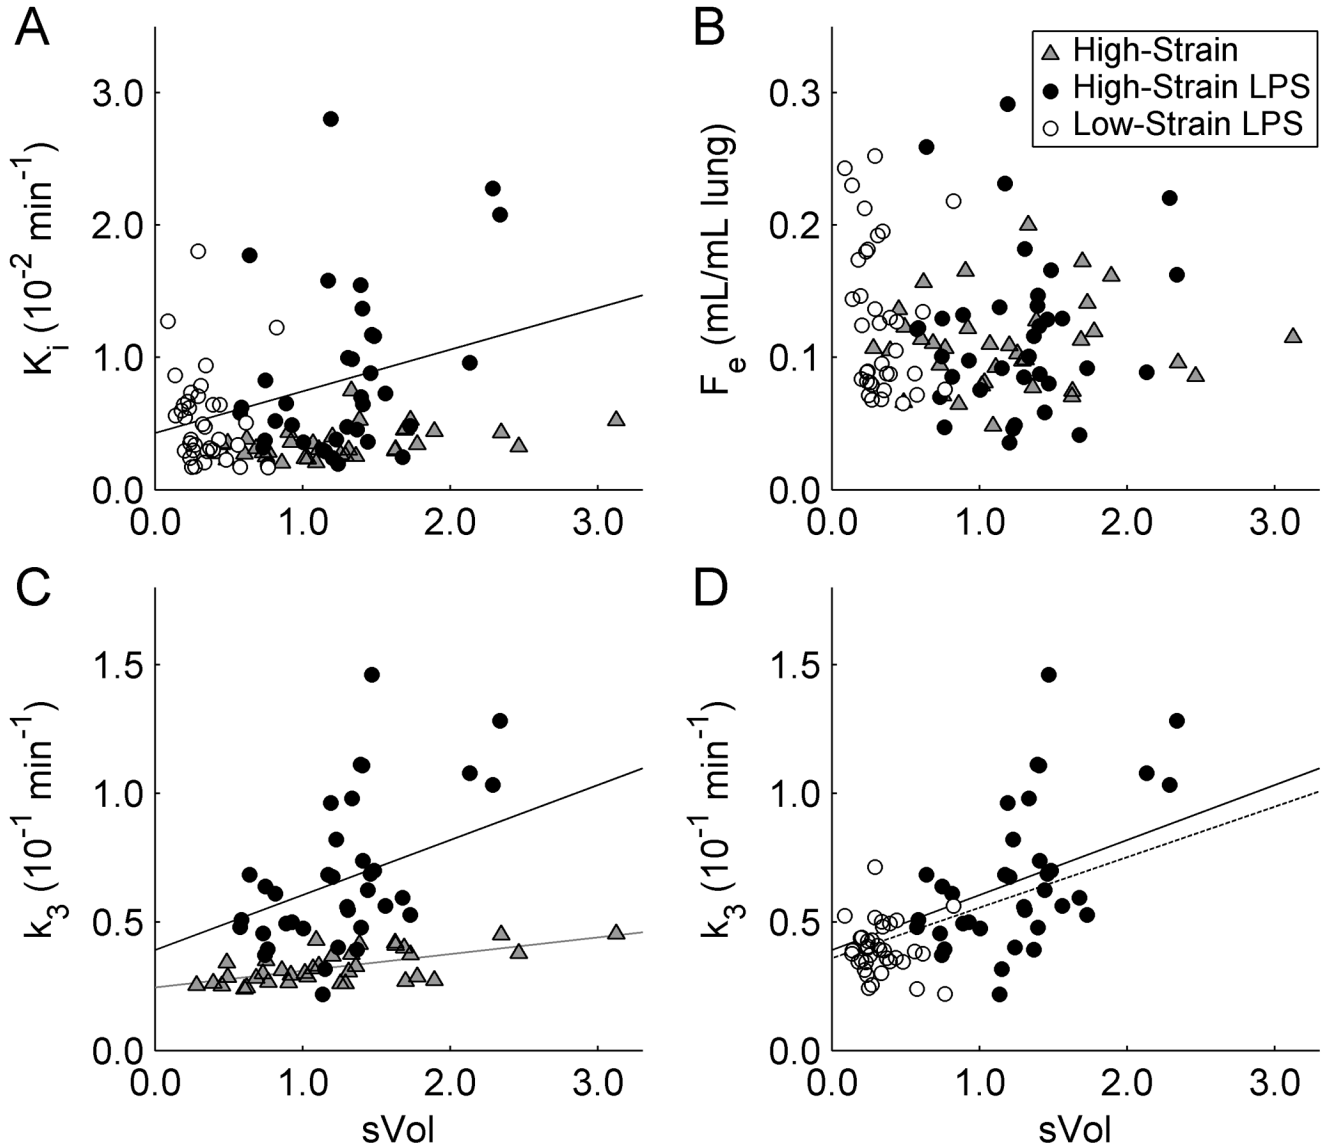 A
3.0
2.0
1.0
0.0
0.0 1.0 2.0 3.0
K_i (10^-2 min^-1)
B
High-Strain
High-Strain LPS
Low-Strain LPS
0.3
0.2
0.1
0.0
0.0 1.0 2.0 3.0
F_e (mL/mL lung)
C
1.5
1.0
0.5
0.0
0.0 1.0 2.0 3.0
k_3 (10^-1 min^-1)
sVol
D
1.5
1.0
0.5
0.0
0.0 1.0 2.0 3.0
k_3 (10^-1 min^-1)
sVol